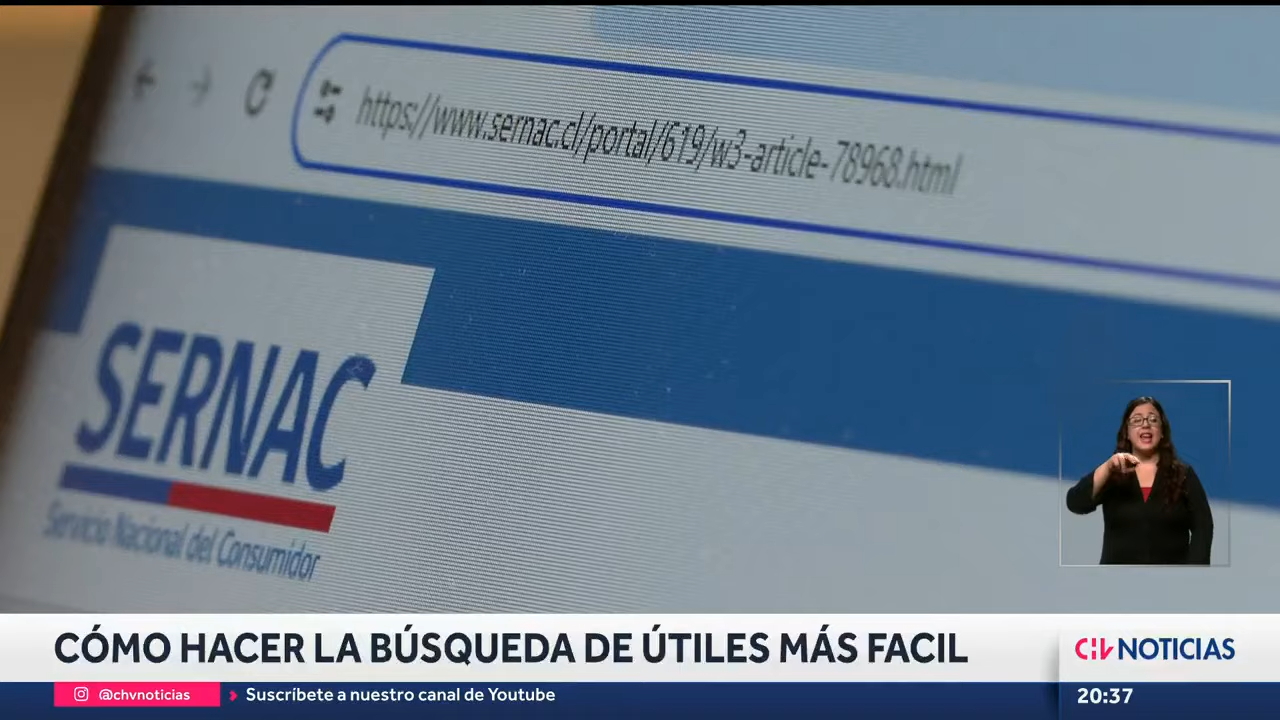 https://www.sernac.cl/portal/619/w3-article-78968.html
SERNAC
Servicio Nacional del Consumidor
CÓMO HACER LA BÚSQUEDA DE ÚTILES MÁS FACIL
CHV NOTICIAS
@chvnoticias
Suscríbete a nuestro canal de Youtube
20:37